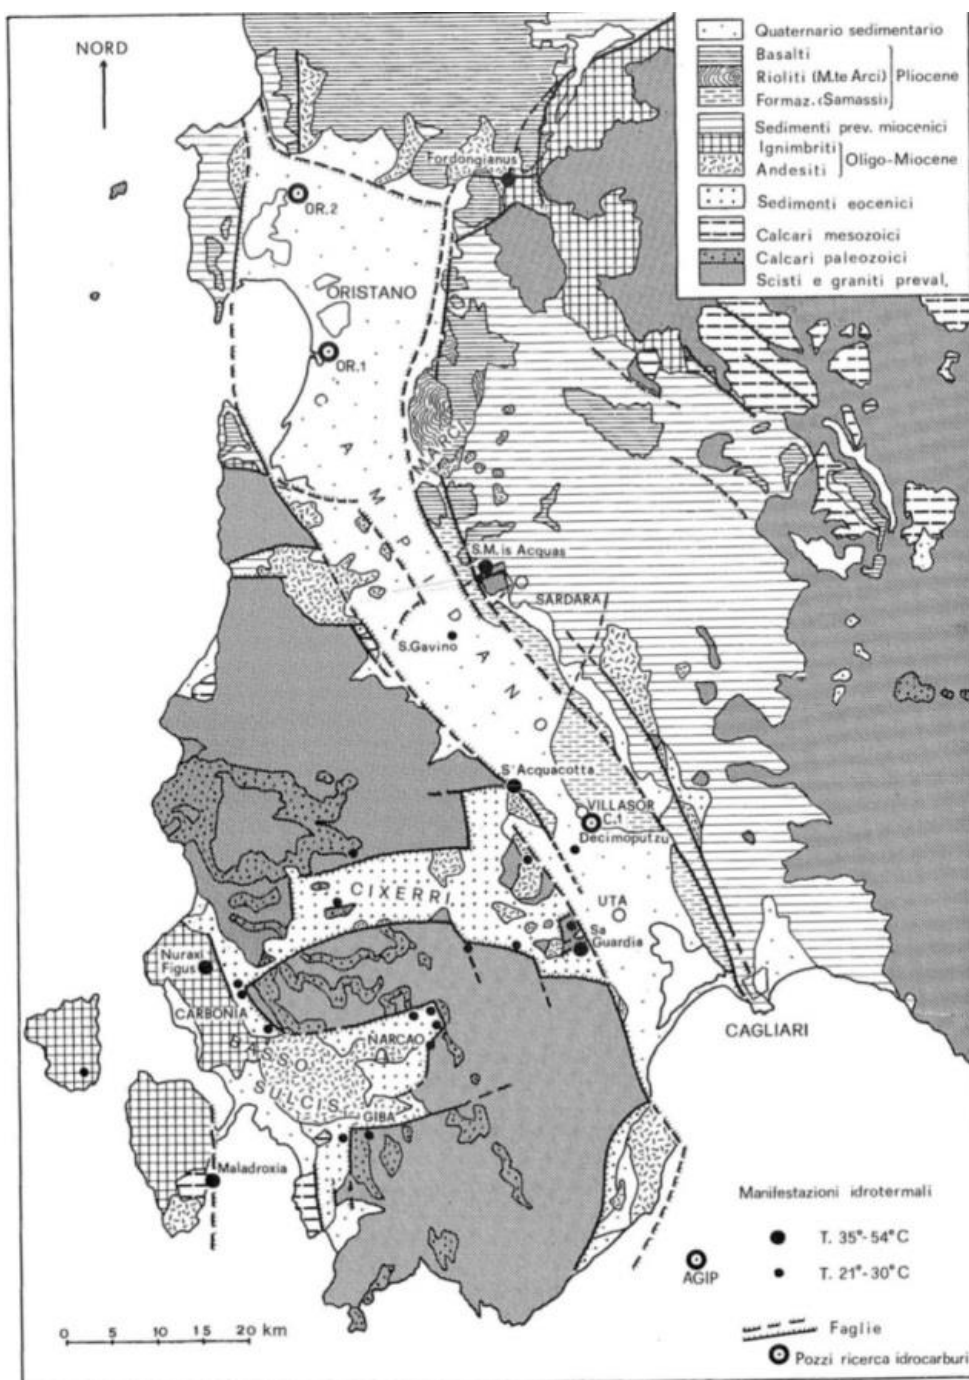 NORD
Quaternario sedimentario
Basalti
Rioliti (M.te Arci)
Pliocene
Formaz. (Samassi)
Sedimenti prev. miocenici
Ignimbriti
Oligo-Miocene
Andesiti
Sedimenti eocenici
Calcari mesozoici
Calcari paleozoici
Scisti e graniti preval.
Fordongianus
OR.2
ORISTANO
OR.1
CAMPIDANO
M.ARCI
S.M. is Acquas
SARDARA
S.Gavino
S'Acquacotta
VILLASOR
C.1
Decimoputzu
CIXERRI
UTA
Sa
Guardia
Nuraxi
Figus
CARBONIA
CAGLIARI
NARCAO
BASSO
SULCIS
GIBA
Maladroxia
Manifestazioni idrotermali
T. 35°-54°C
T. 21°-30°C
AGIP
0 5 10 15 20 km
Faglie
Pozzi ricerca idrocarburi